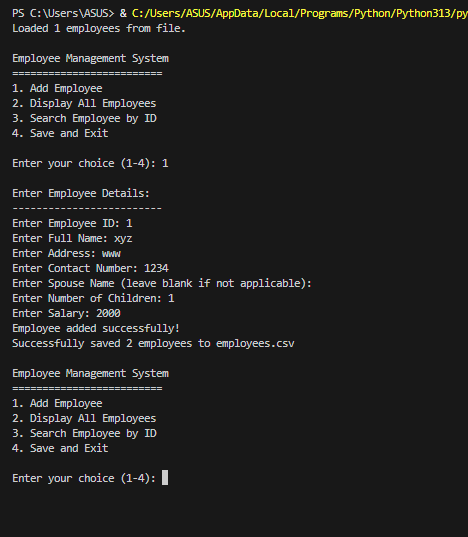 PS C:\Users\ASUS> & C:/Users/ASUS/AppData/Local/Programs/Python/Python313/py
Loaded 1 employees from file.
Employee Management System
=========================
1. Add Employee
2. Display All Employees
3. Search Employee by ID
4. Save and Exit
Enter your choice (1-4): 1
Enter Employee Details:
-------------------------
Enter Employee ID: 1
Enter Full Name: xyz
Enter Address: www
Enter Contact Number: 1234
Enter Spouse Name (leave blank if not applicable):
Enter Number of Children: 1
Enter Salary: 2000
Employee added successfully!
Successfully saved 2 employees to employees.csv
Employee Management System
=========================
1. Add Employee
2. Display All Employees
3. Search Employee by ID
4. Save and Exit
Enter your choice (1-4):